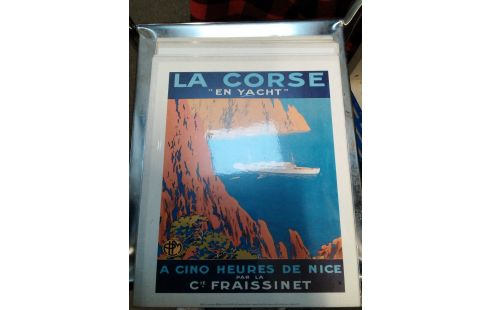 LA CORSE
"EN YACHT"
A CINQ HEURES DE NICE
PAR LA
Cie FRAISSINET